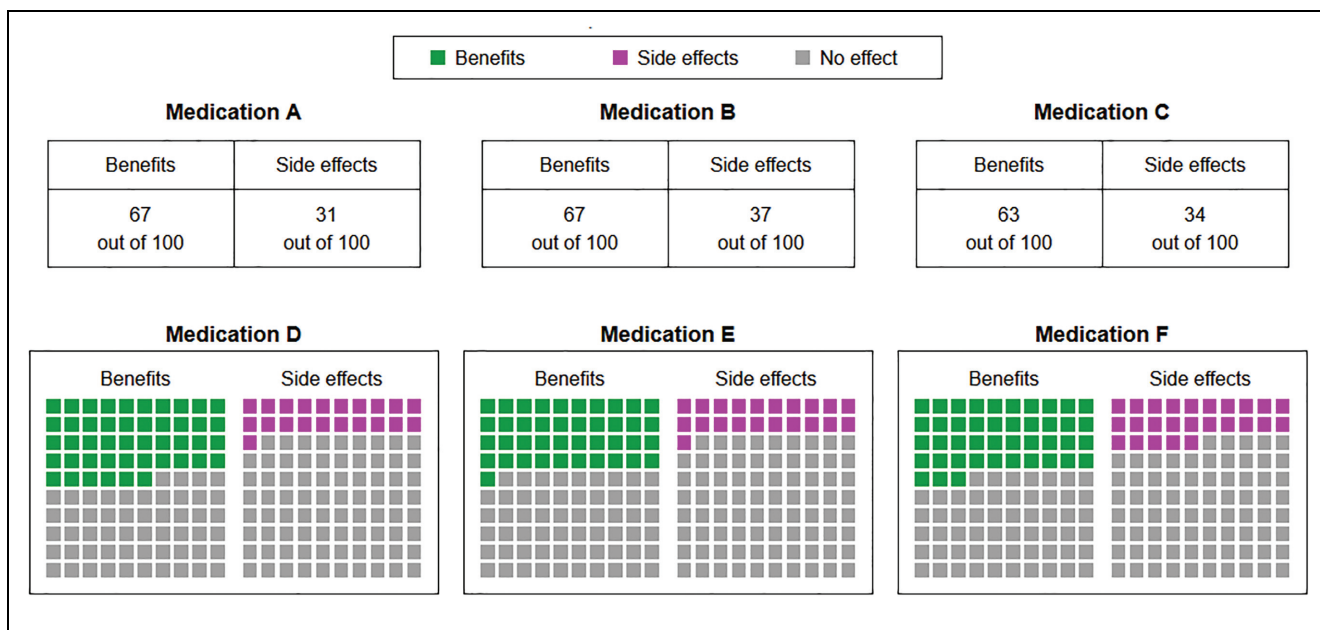 Benefits Side effects No effect
Medication A Medication B Medication C
Benefits Side effects Benefits Side effects Benefits Side effects
67 31 67 37 63 34
out of 100 out of 100 out of 100 out of 100 out of 100 out of 100
Medication D Medication E Medication F
Benefits Side effects Benefits Side effects Benefits Side effects